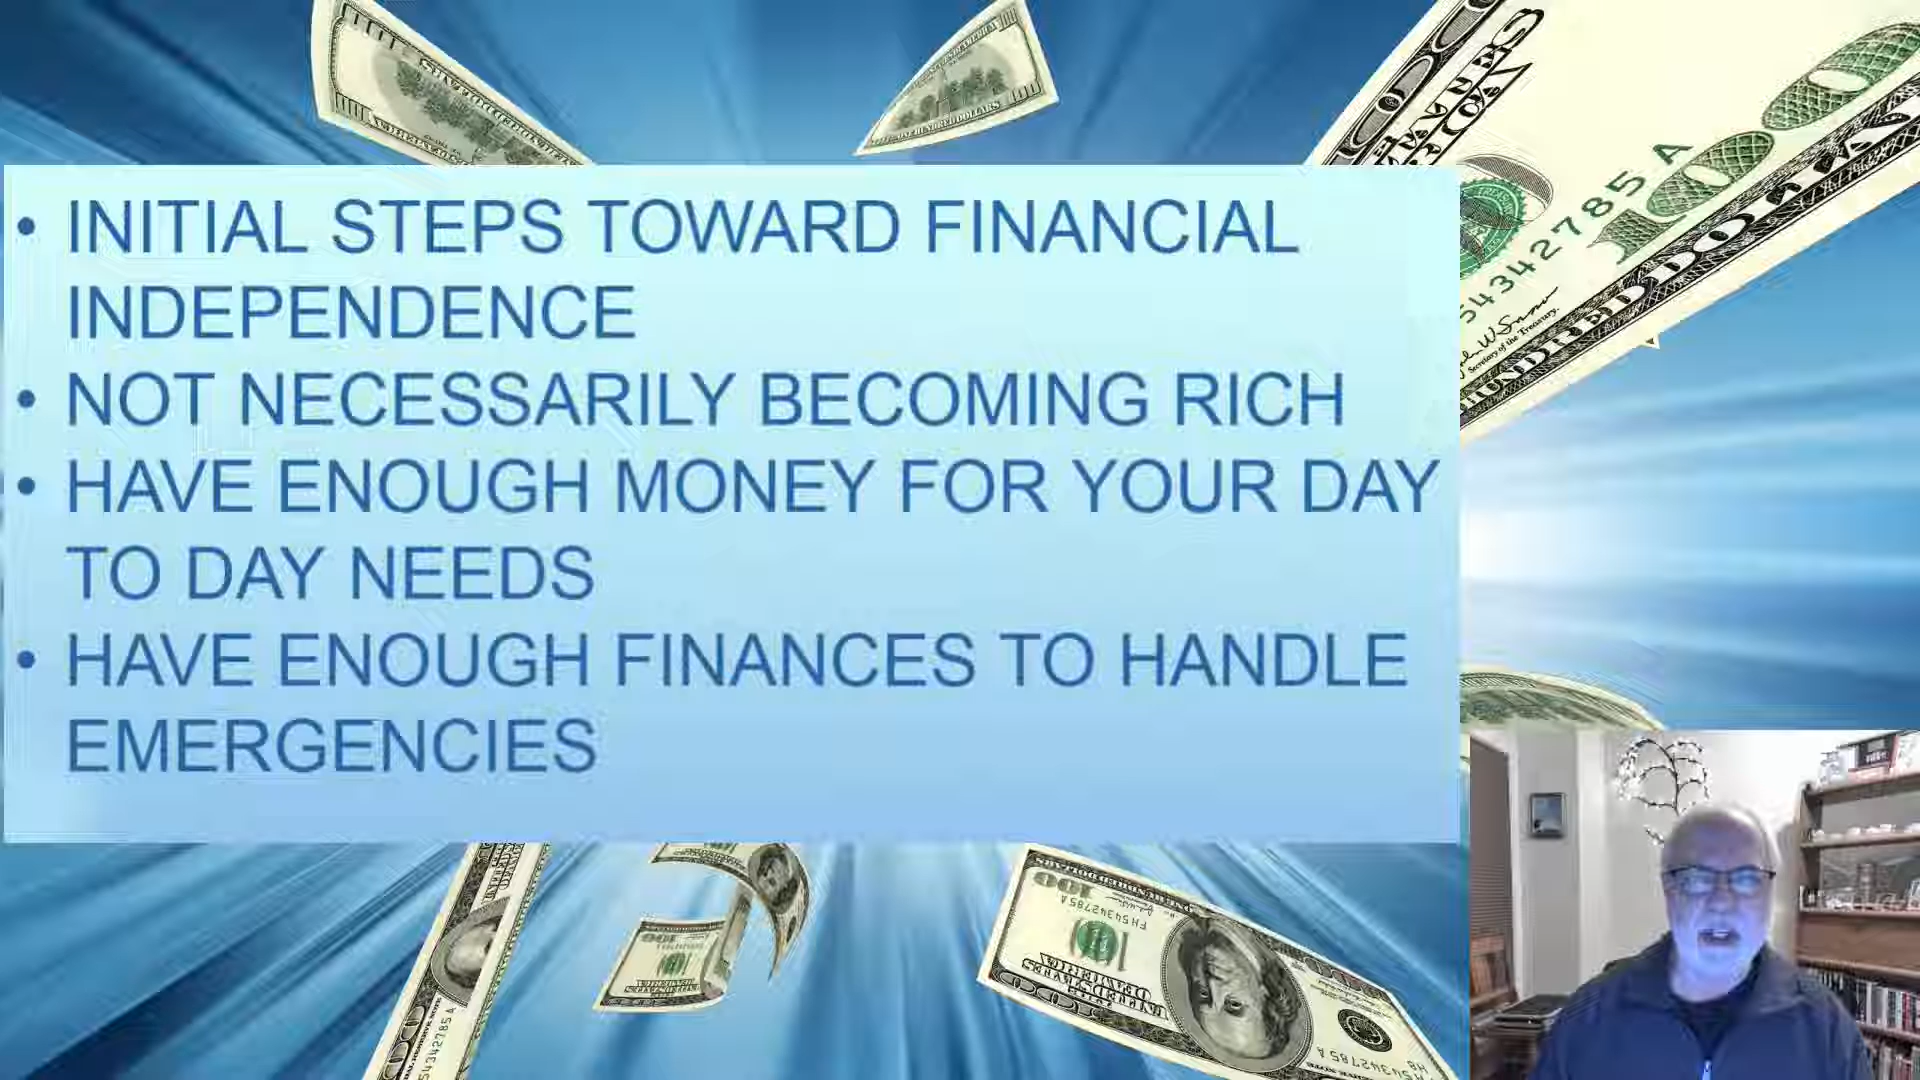 • INITIAL STEPS TOWARD FINANCIAL
INDEPENDENCE
• NOT NECESSARILY BECOMING RICH
• HAVE ENOUGH MONEY FOR YOUR DAY
TO DAY NEEDS
• HAVE ENOUGH FINANCES TO HANDLE
EMERGENCIES